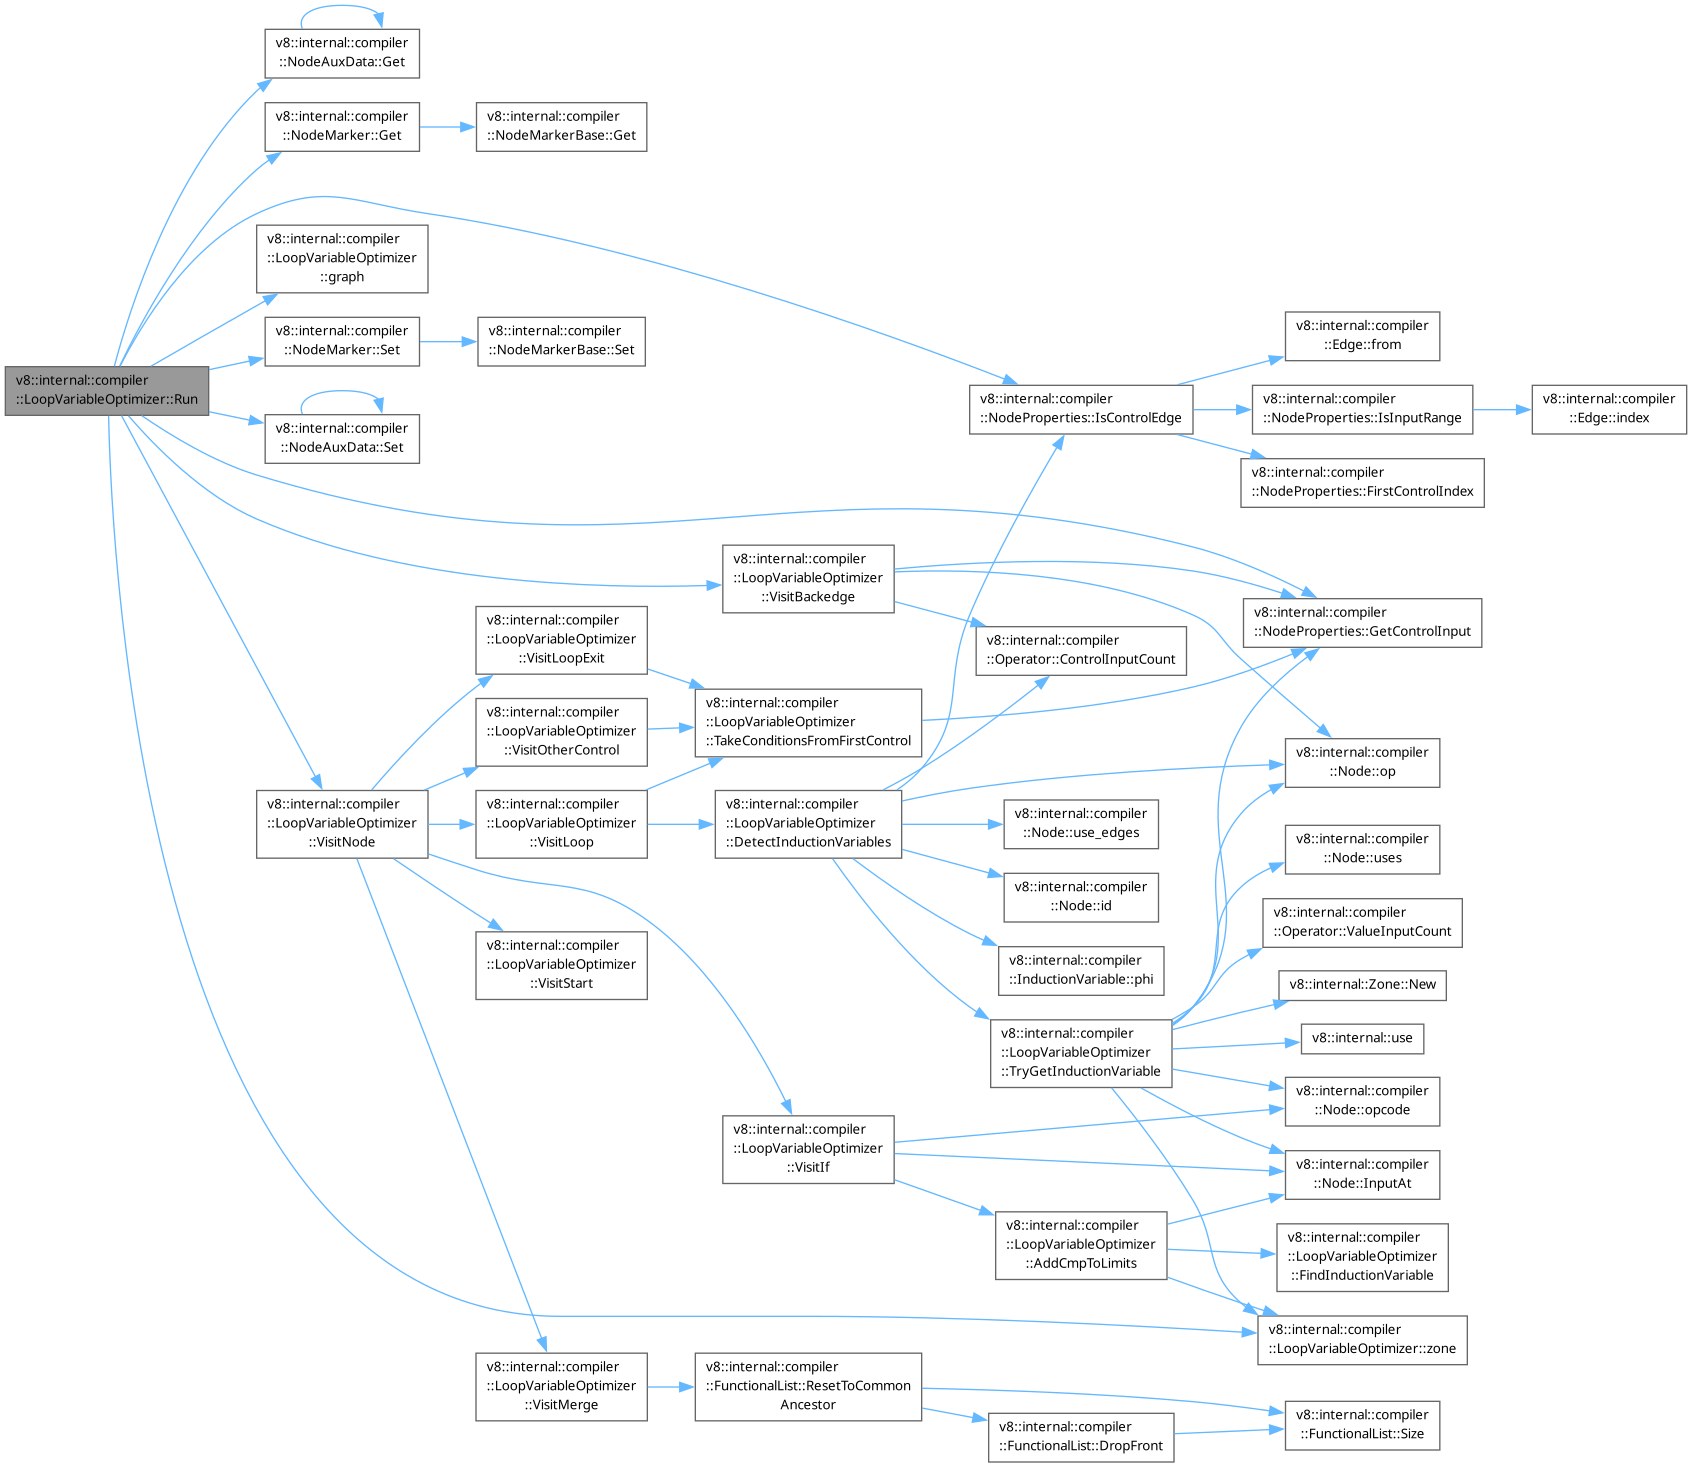 v8::internal::compiler
::NodeAuxData::Get
v8::internal::compiler
::NodeMarker::Get
v8::internal::compiler
::NodeMarkerBase::Get
v8::internal::compiler
::LoopVariableOptimizer
::graph
v8::internal::compiler
::NodeMarker::Set
v8::internal::compiler
::NodeMarkerBase::Set
v8::internal::compiler
::LoopVariableOptimizer::Run
v8::internal::compiler
::NodeAuxData::Set
v8::internal::compiler
::NodeProperties::IsControlEdge
v8::internal::compiler
::Edge::from
v8::internal::compiler
::NodeProperties::IsInputRange
v8::internal::compiler
::Edge::index
v8::internal::compiler
::NodeProperties::FirstControlIndex
v8::internal::compiler
::LoopVariableOptimizer
::VisitBackedge
v8::internal::compiler
::NodeProperties::GetControlInput
v8::internal::compiler
::Operator::ControlInputCount
v8::internal::compiler
::LoopVariableOptimizer
::VisitLoopExit
v8::internal::compiler
::LoopVariableOptimizer
::VisitOtherControl
v8::internal::compiler
::LoopVariableOptimizer
::TakeConditionsFromFirstControl
v8::internal::compiler
::Node::op
v8::internal::compiler
::LoopVariableOptimizer
::VisitNode
v8::internal::compiler
::LoopVariableOptimizer
::VisitLoop
v8::internal::compiler
::LoopVariableOptimizer
::DetectInductionVariables
v8::internal::compiler
::Node::use_edges
v8::internal::compiler
::Node::uses
v8::internal::compiler
::Node::id
v8::internal::compiler
::Operator::ValueInputCount
v8::internal::compiler
::LoopVariableOptimizer
::VisitStart
v8::internal::compiler
::InductionVariable::phi
v8::internal::Zone::New
v8::internal::compiler
::LoopVariableOptimizer
::TryGetInductionVariable
v8::internal::use
v8::internal::compiler
::Node::opcode
v8::internal::compiler
::LoopVariableOptimizer
::VisitIf
v8::internal::compiler
::Node::InputAt
v8::internal::compiler
::LoopVariableOptimizer
::AddCmpToLimits
v8::internal::compiler
::LoopVariableOptimizer
::FindInductionVariable
v8::internal::compiler
::LoopVariableOptimizer::zone
v8::internal::compiler
::LoopVariableOptimizer
::VisitMerge
v8::internal::compiler
::FunctionalList::ResetToCommon
Ancestor
v8::internal::compiler
::FunctionalList::DropFront
v8::internal::compiler
::FunctionalList::Size